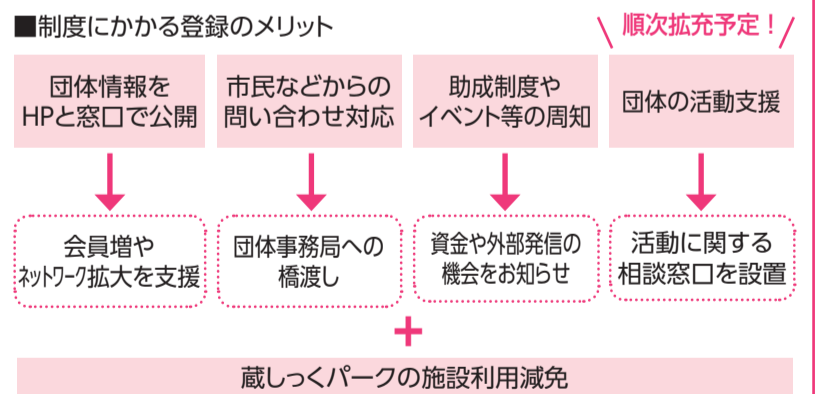 ■制度にかかる登録のメリット
順次拡充予定！
団体情報を
HPと窓口で公開
市民などからの
問い合わせ対応
助成制度や
イベント等の周知
団体の活動支援
会員増や
ネットワーク拡大を支援
団体事務局への
橋渡し
資金や外部発信の
機会をお知らせ
活動に関する
相談窓口を設置
+
蔵しっくパークの施設利用減免